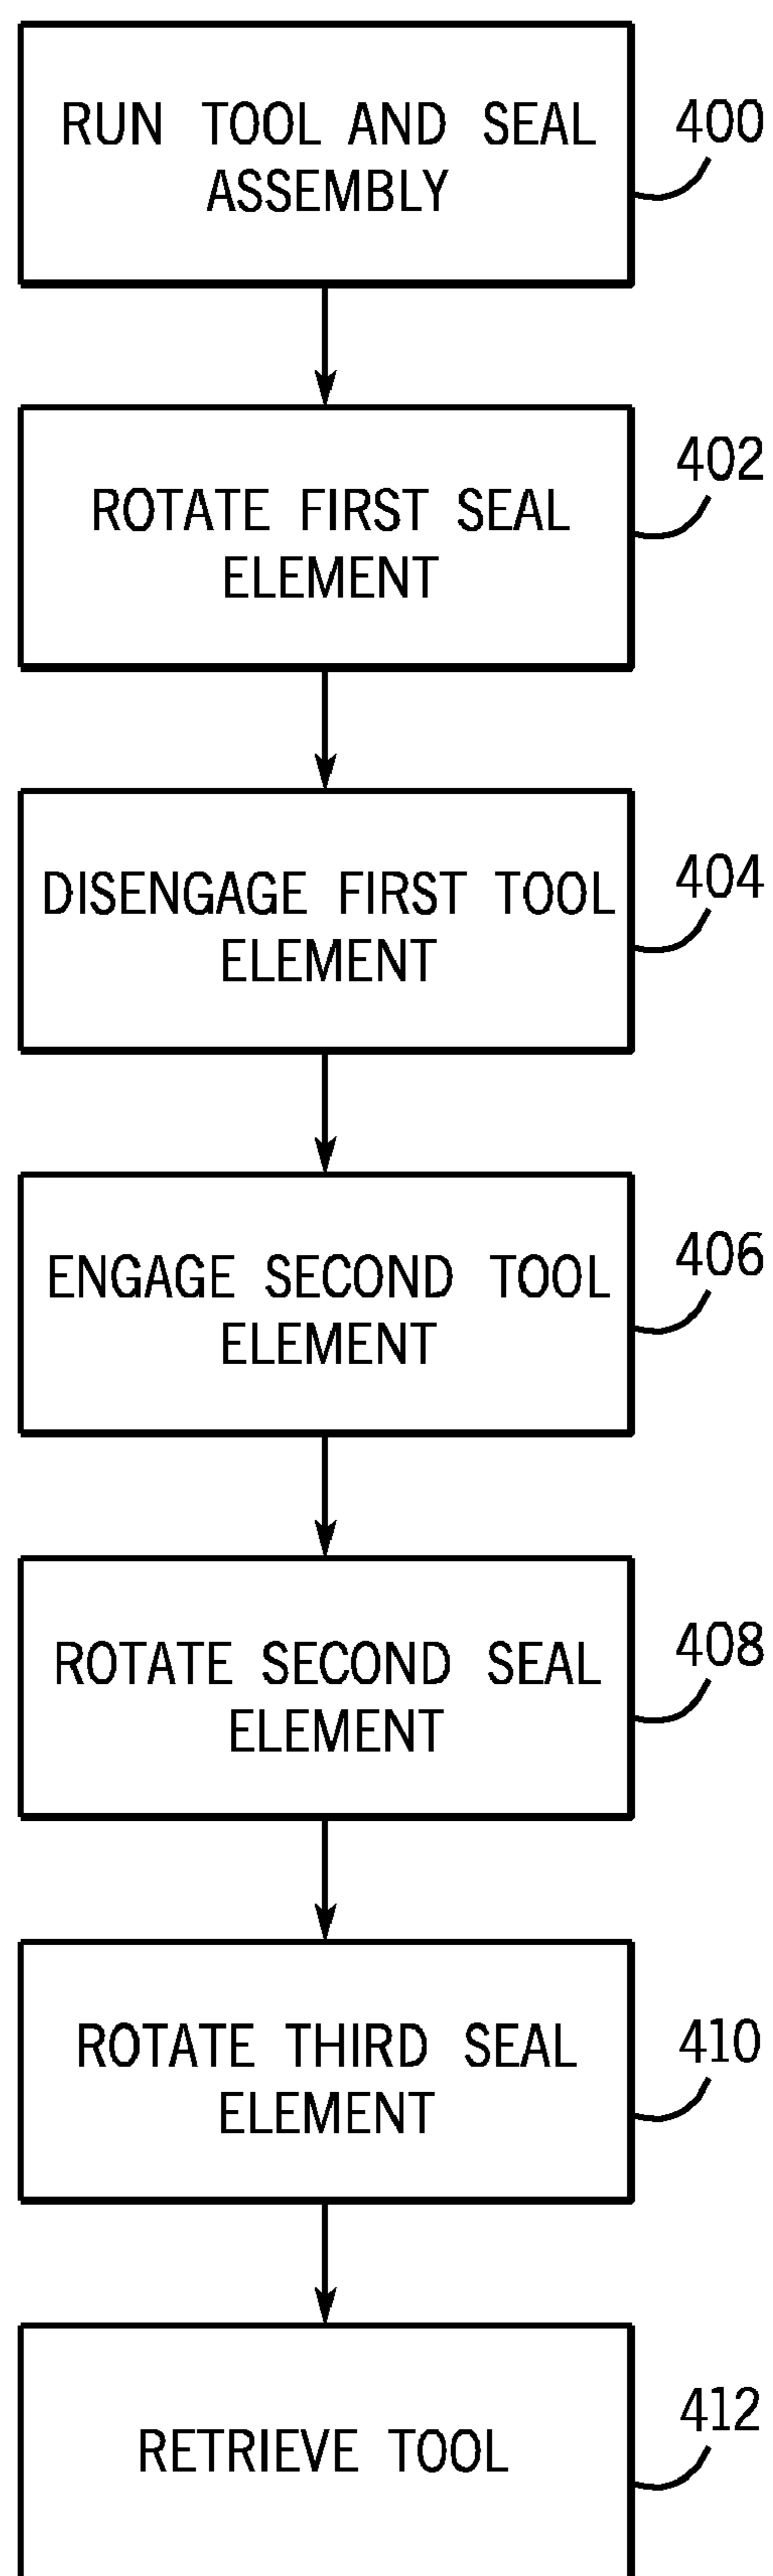 RUN TOOL AND SEAL
ASSEMBLY
400
ROTATE FIRST SEAL
ELEMENT
402
DISENGAGE FIRST TOOL
ELEMENT
404
ENGAGE SECOND TOOL
ELEMENT
406
ROTATE SECOND SEAL
ELEMENT
408
ROTATE THIRD SEAL
ELEMENT
410
RETRIEVE TOOL
412